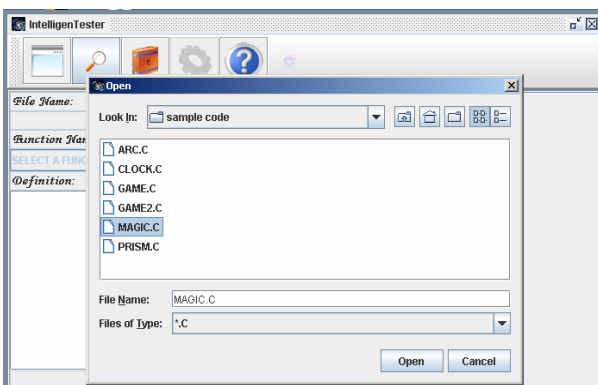 IntelligenTester
Open
File Name:
Look In: sample code
Function Nar
SELECT A FUNC
Definition:
ARC.C
CLOCK.C
GAME.C
GAME2.C
MAGIC.C
PRISM.C
File Name: MAGIC.C
Files of Type: *.C
Open Cancel